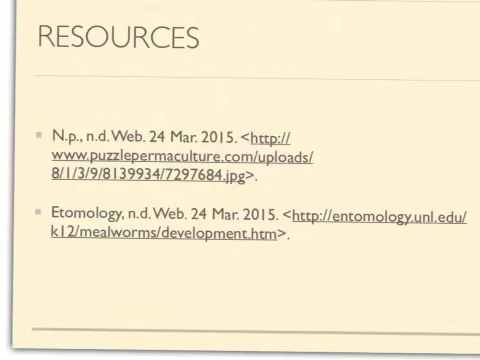 RESOURCES
N.p., n.d. Web. 24 Mar. 2015. <http://
www.puzzlepermaculture.com/uploads/
8/1/3/9/8139934/7297684.jpg>.
Etomology, n.d. Web. 24 Mar. 2015. <http://entomology.unl.edu/
k12/mealworms/development.htm>.